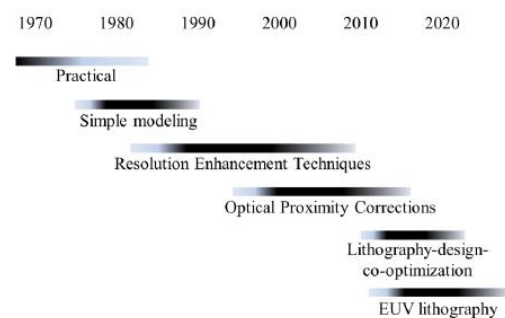 1970 1980 1990 2000 2010 2020
Practical
Simple modeling
Resolution Enhancement Techniques
Optical Proximity Corrections
Lithography-design-
co-optimization
EUV lithography